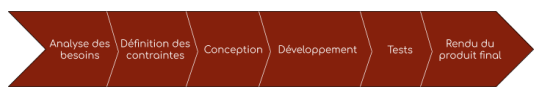 Analyse des
besoins
Définition des
contraintes
Conception
Développement
Tests
Rendu du
produit final